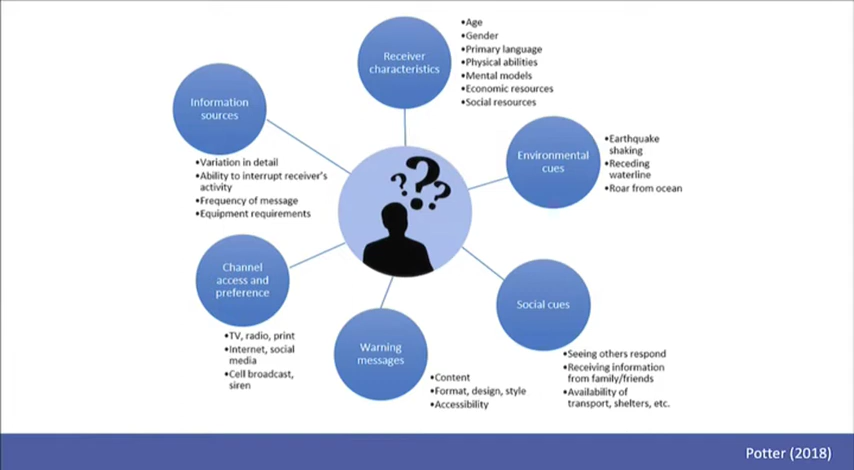 Receiver
characteristics
•Age
•Gender
•Primary language
•Physical abilities
•Mental models
•Economic resources
•Social resources
Information
sources
•Variation in detail
•Ability to interrupt receiver's
activity
•Frequency of message
•Equipment requirements
Environmental
cues
•Earthquake
shaking
•Receding
waterline
•Roar from ocean
???
Channel
access and
preference
•TV, radio, print
•Internet, social
media
•Cell broadcast,
siren
Social cues
•Seeing others respond
•Receiving information
from family/friends
•Availability of
transport, shelters, etc.
Warning
messages
•Content
•Format, design, style
•Accessibility
Potter (2018)